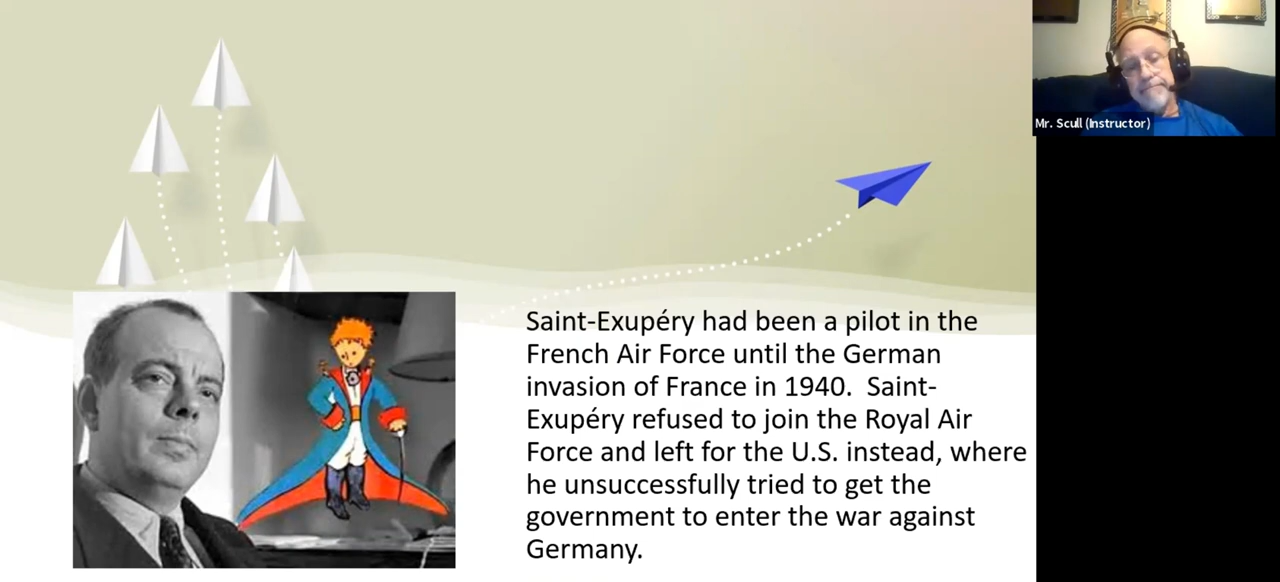 Mr. Scull (Instructor)
Saint-Exupéry had been a pilot in the
French Air Force until the German
invasion of France in 1940.  Saint-
Exupéry refused to join the Royal Air
Force and left for the U.S. instead, where
he unsuccessfully tried to get the
government to enter the war against
Germany.